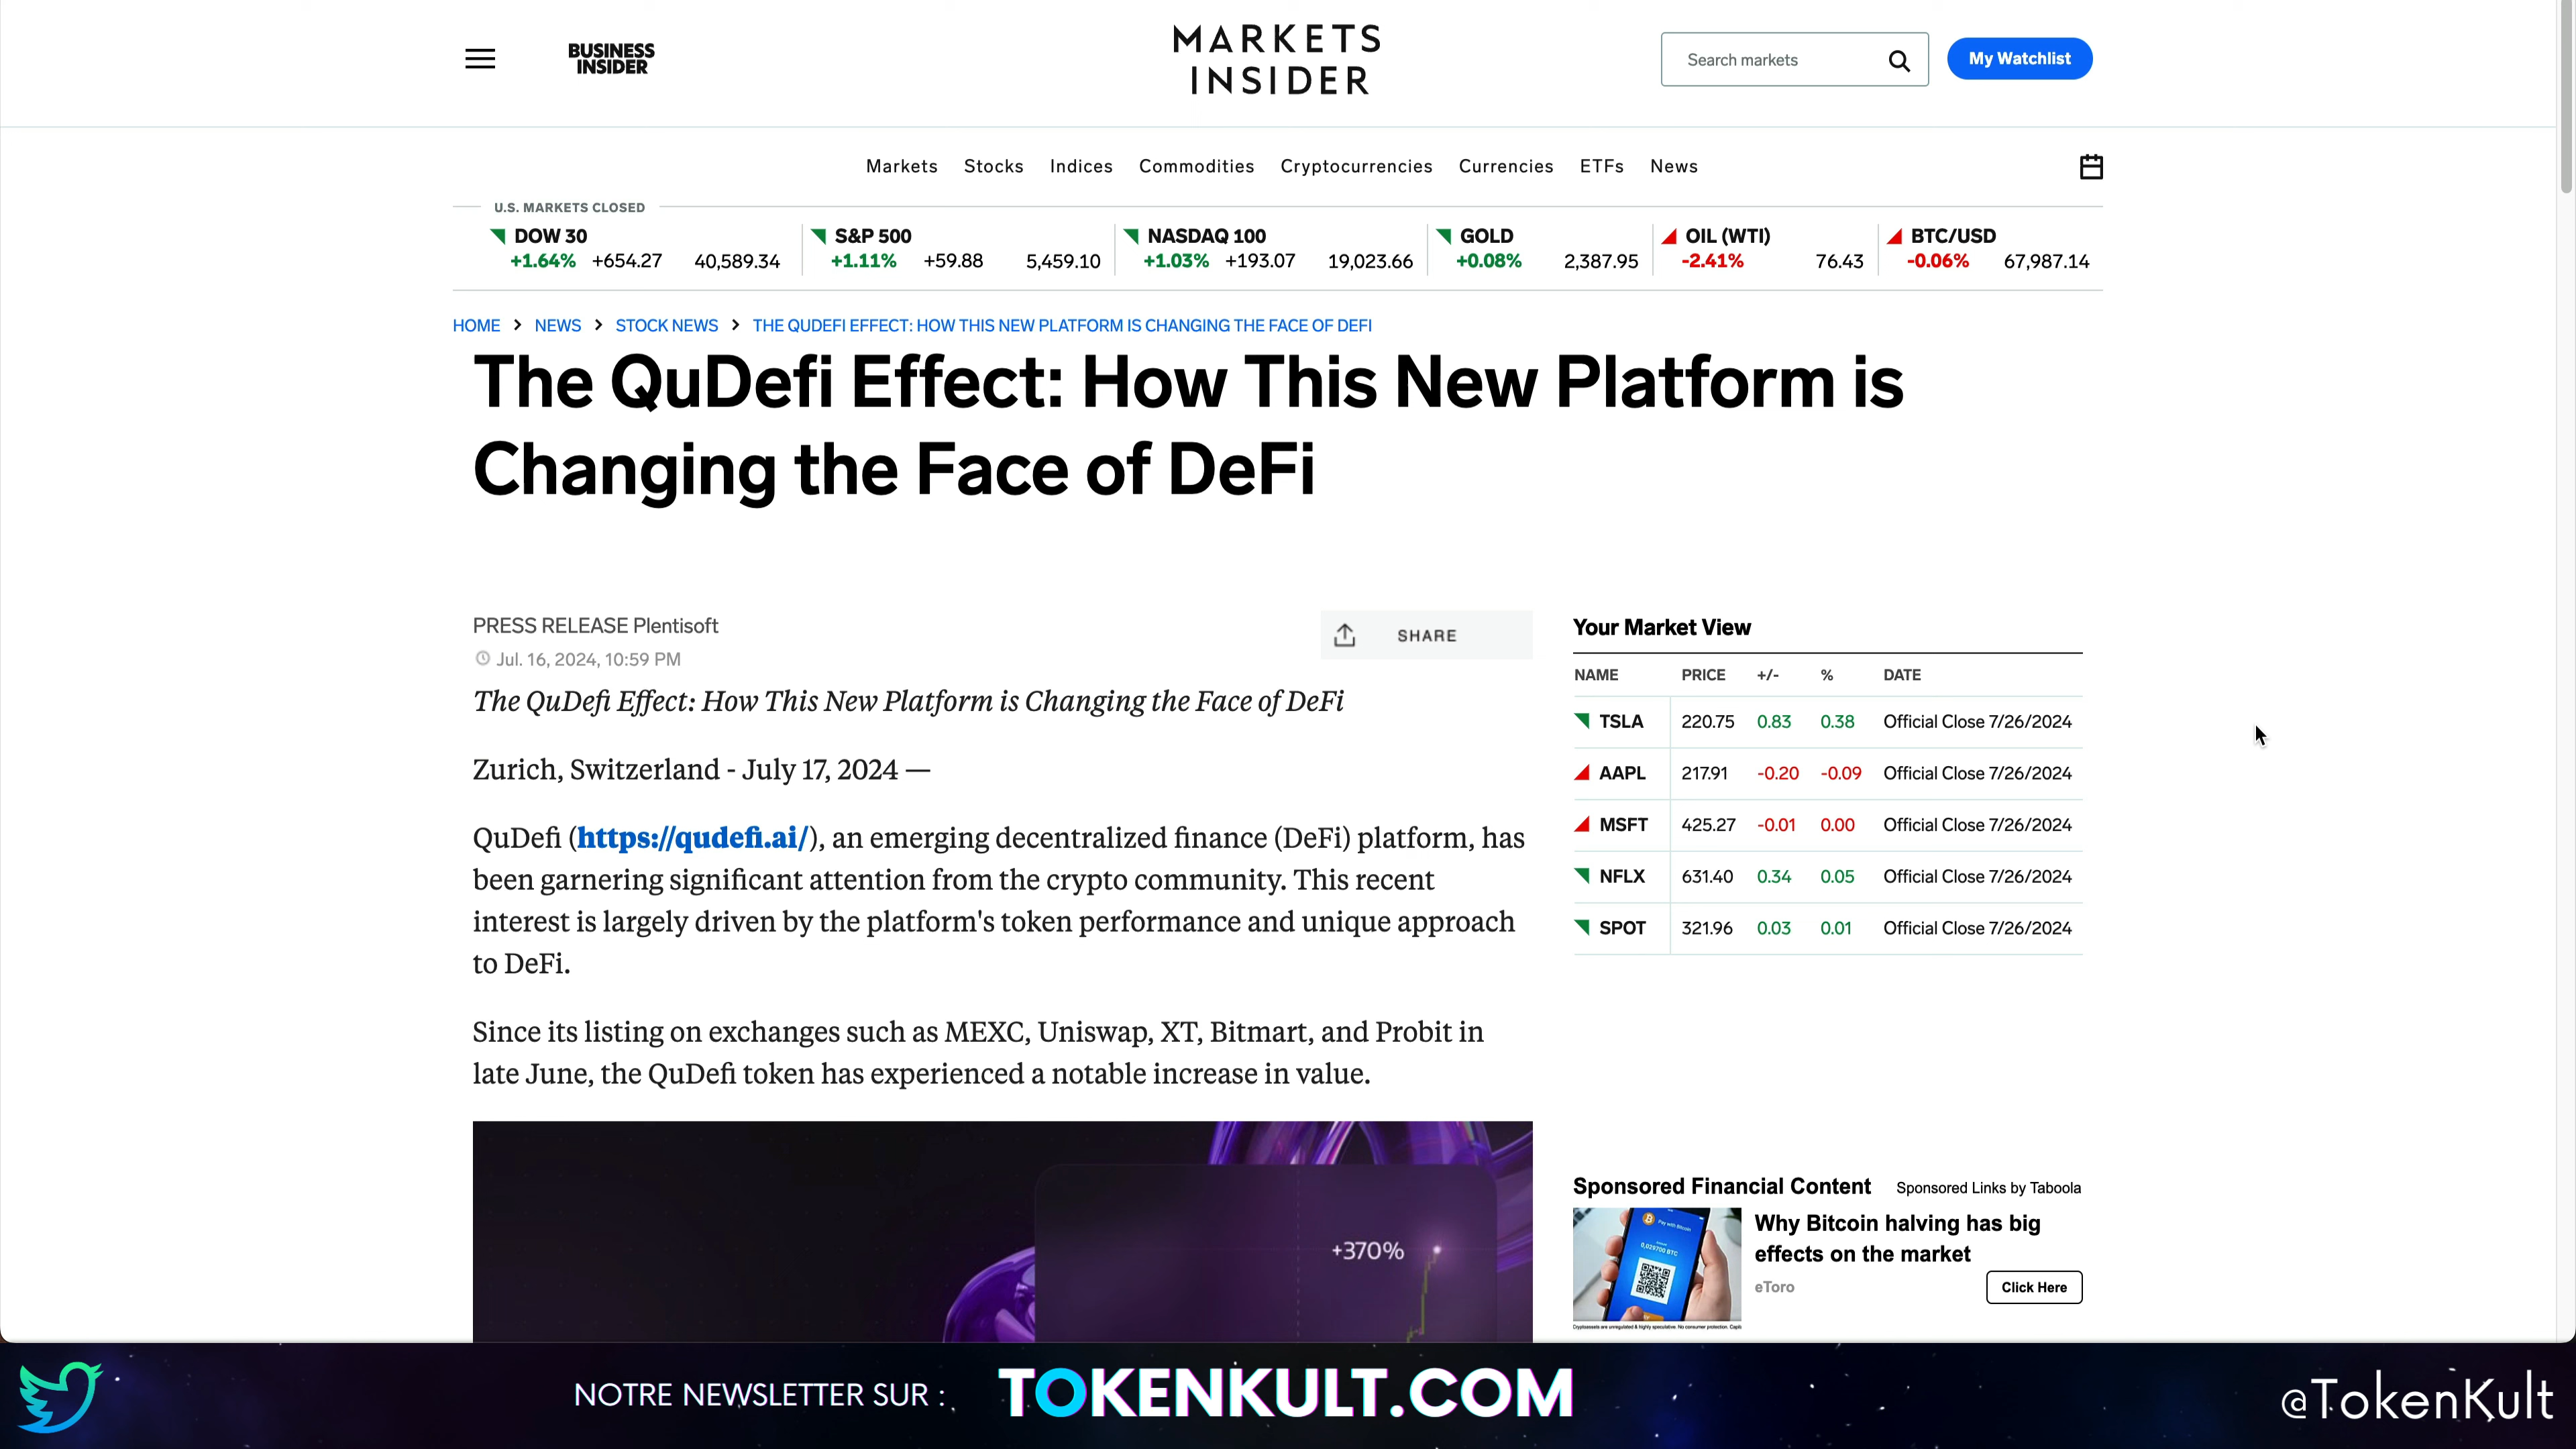 BUSINESS
INSIDER
MARKETS
INSIDER
Search markets
My Watchlist
Markets Stocks Indices Commodities Cryptocurrencies Currencies ETFs News
U.S. MARKETS CLOSED
DOW 30
+1.64% +654.27 40,589.34
S&P 500
+1.11% +59.88 5,459.10
NASDAQ 100
+1.03% +193.07 19,023.66
GOLD
+0.08% 2,387.95
OIL (WTI)
-2.41% 76.43
BTC/USD
-0.06% 67,987.14
HOME > NEWS > STOCK NEWS > THE QUDEFI EFFECT: HOW THIS NEW PLATFORM IS CHANGING THE FACE OF DEFI
The QuDefi Effect: How This New Platform is
Changing the Face of DeFi
PRESS RELEASE Plentisoft
Jul. 16, 2024, 10:59 PM
SHARE
The QuDefi Effect: How This New Platform is Changing the Face of DeFi
Zurich, Switzerland - July 17, 2024 —
QuDefi (https://qudefi.ai/), an emerging decentralized finance (DeFi) platform, has
been garnering significant attention from the crypto community. This recent
interest is largely driven by the platform's token performance and unique approach
to DeFi.
Since its listing on exchanges such as MEXC, Uniswap, XT, Bitmart, and Probit in
late June, the QuDefi token has experienced a notable increase in value.
+370%
Your Market View
NAME PRICE +/- % DATE
TSLA 220.75 0.83 0.38 Official Close 7/26/2024
AAPL 217.91 -0.20 -0.09 Official Close 7/26/2024
MSFT 425.27 -0.01 0.00 Official Close 7/26/2024
NFLX 631.40 0.34 0.05 Official Close 7/26/2024
SPOT 321.96 0.03 0.01 Official Close 7/26/2024
Sponsored Financial Content Sponsored Links by Taboola
Pay with Bitcoin
Why Bitcoin halving has big
effects on the market
eToro
Click Here
NOTRE NEWSLETTER SUR : TOKENKULT.COM
@TokenKult